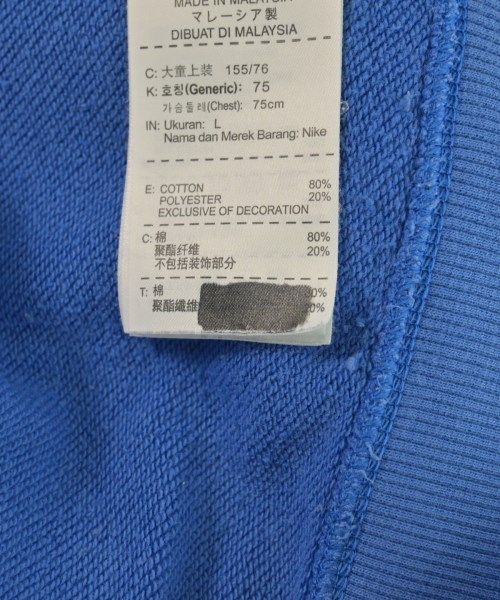 MADE IN MALAYSIA
マレーシア製
DIBUAT DI MALAYSIA
C: 大童上装 155/76
K: 호칭(Generic): 75
가슴둘레(Chest): 75cm
IN: Ukuran: L
Nama dan Merek Barang: Nike
E: COTTON 80%
POLYESTER 20%
EXCLUSIVE OF DECORATION
C: 棉 80%
聚酯纤维 20%
不包括装饰部分
T: 棉 0%
聚酯纖維 0%